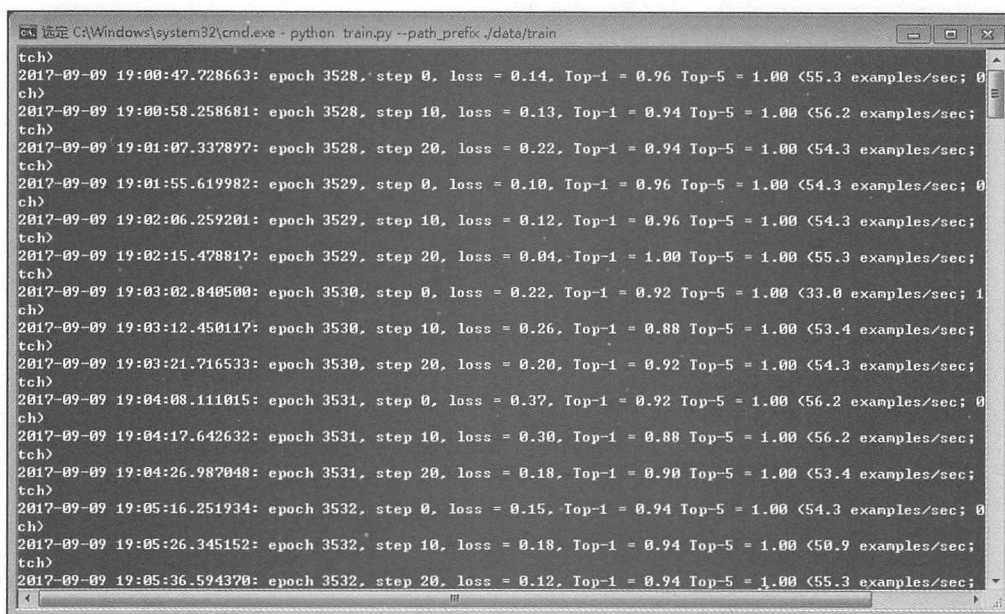 选定 C:\Windows\system32\cmd.exe - python train.py --path_prefix ./data/train
tch)
2017-09-09 19:00:47.728663: epoch 3528, step 0, loss = 0.14, Top-1 = 0.96 Top-5 = 1.00 (55.3 examples/sec; 0
ch)
2017-09-09 19:00:58.258681: epoch 3528, step 10, loss = 0.13, Top-1 = 0.94 Top-5 = 1.00 (56.2 examples/sec;
tch)
2017-09-09 19:01:07.337897: epoch 3528, step 20, loss = 0.22, Top-1 = 0.94 Top-5 = 1.00 (54.3 examples/sec;
tch)
2017-09-09 19:01:55.619982: epoch 3529, step 0, loss = 0.10, Top-1 = 0.96 Top-5 = 1.00 (54.3 examples/sec; 0
ch)
2017-09-09 19:02:06.259201: epoch 3529, step 10, loss = 0.12, Top-1 = 0.96 Top-5 = 1.00 (54.3 examples/sec;
tch)
2017-09-09 19:02:15.478817: epoch 3529, step 20, loss = 0.04, Top-1 = 1.00 Top-5 = 1.00 (55.3 examples/sec;
tch)
2017-09-09 19:03:02.840500: epoch 3530, step 0, loss = 0.22, Top-1 = 0.92 Top-5 = 1.00 (33.0 examples/sec; 1
ch)
2017-09-09 19:03:12.450117: epoch 3530, step 10, loss = 0.26, Top-1 = 0.88 Top-5 = 1.00 (53.4 examples/sec;
tch)
2017-09-09 19:03:21.716533: epoch 3530, step 20, loss = 0.20, Top-1 = 0.92 Top-5 = 1.00 (54.3 examples/sec;
tch)
2017-09-09 19:04:08.111015: epoch 3531, step 0, loss = 0.37, Top-1 = 0.92 Top-5 = 1.00 (56.2 examples/sec; 0
ch)
2017-09-09 19:04:17.642632: epoch 3531, step 10, loss = 0.30, Top-1 = 0.88 Top-5 = 1.00 (56.2 examples/sec;
tch)
2017-09-09 19:04:26.987048: epoch 3531, step 20, loss = 0.18, Top-1 = 0.90 Top-5 = 1.00 (53.4 examples/sec;
tch)
2017-09-09 19:05:16.251934: epoch 3532, step 0, loss = 0.15, Top-1 = 0.94 Top-5 = 1.00 (54.3 examples/sec; 0
ch)
2017-09-09 19:05:26.345152: epoch 3532, step 10, loss = 0.18, Top-1 = 0.94 Top-5 = 1.00 (50.9 examples/sec;
tch)
2017-09-09 19:05:36.594370: epoch 3532, step 20, loss = 0.12, Top-1 = 0.94 Top-5 = 1.00 (55.3 examples/sec;